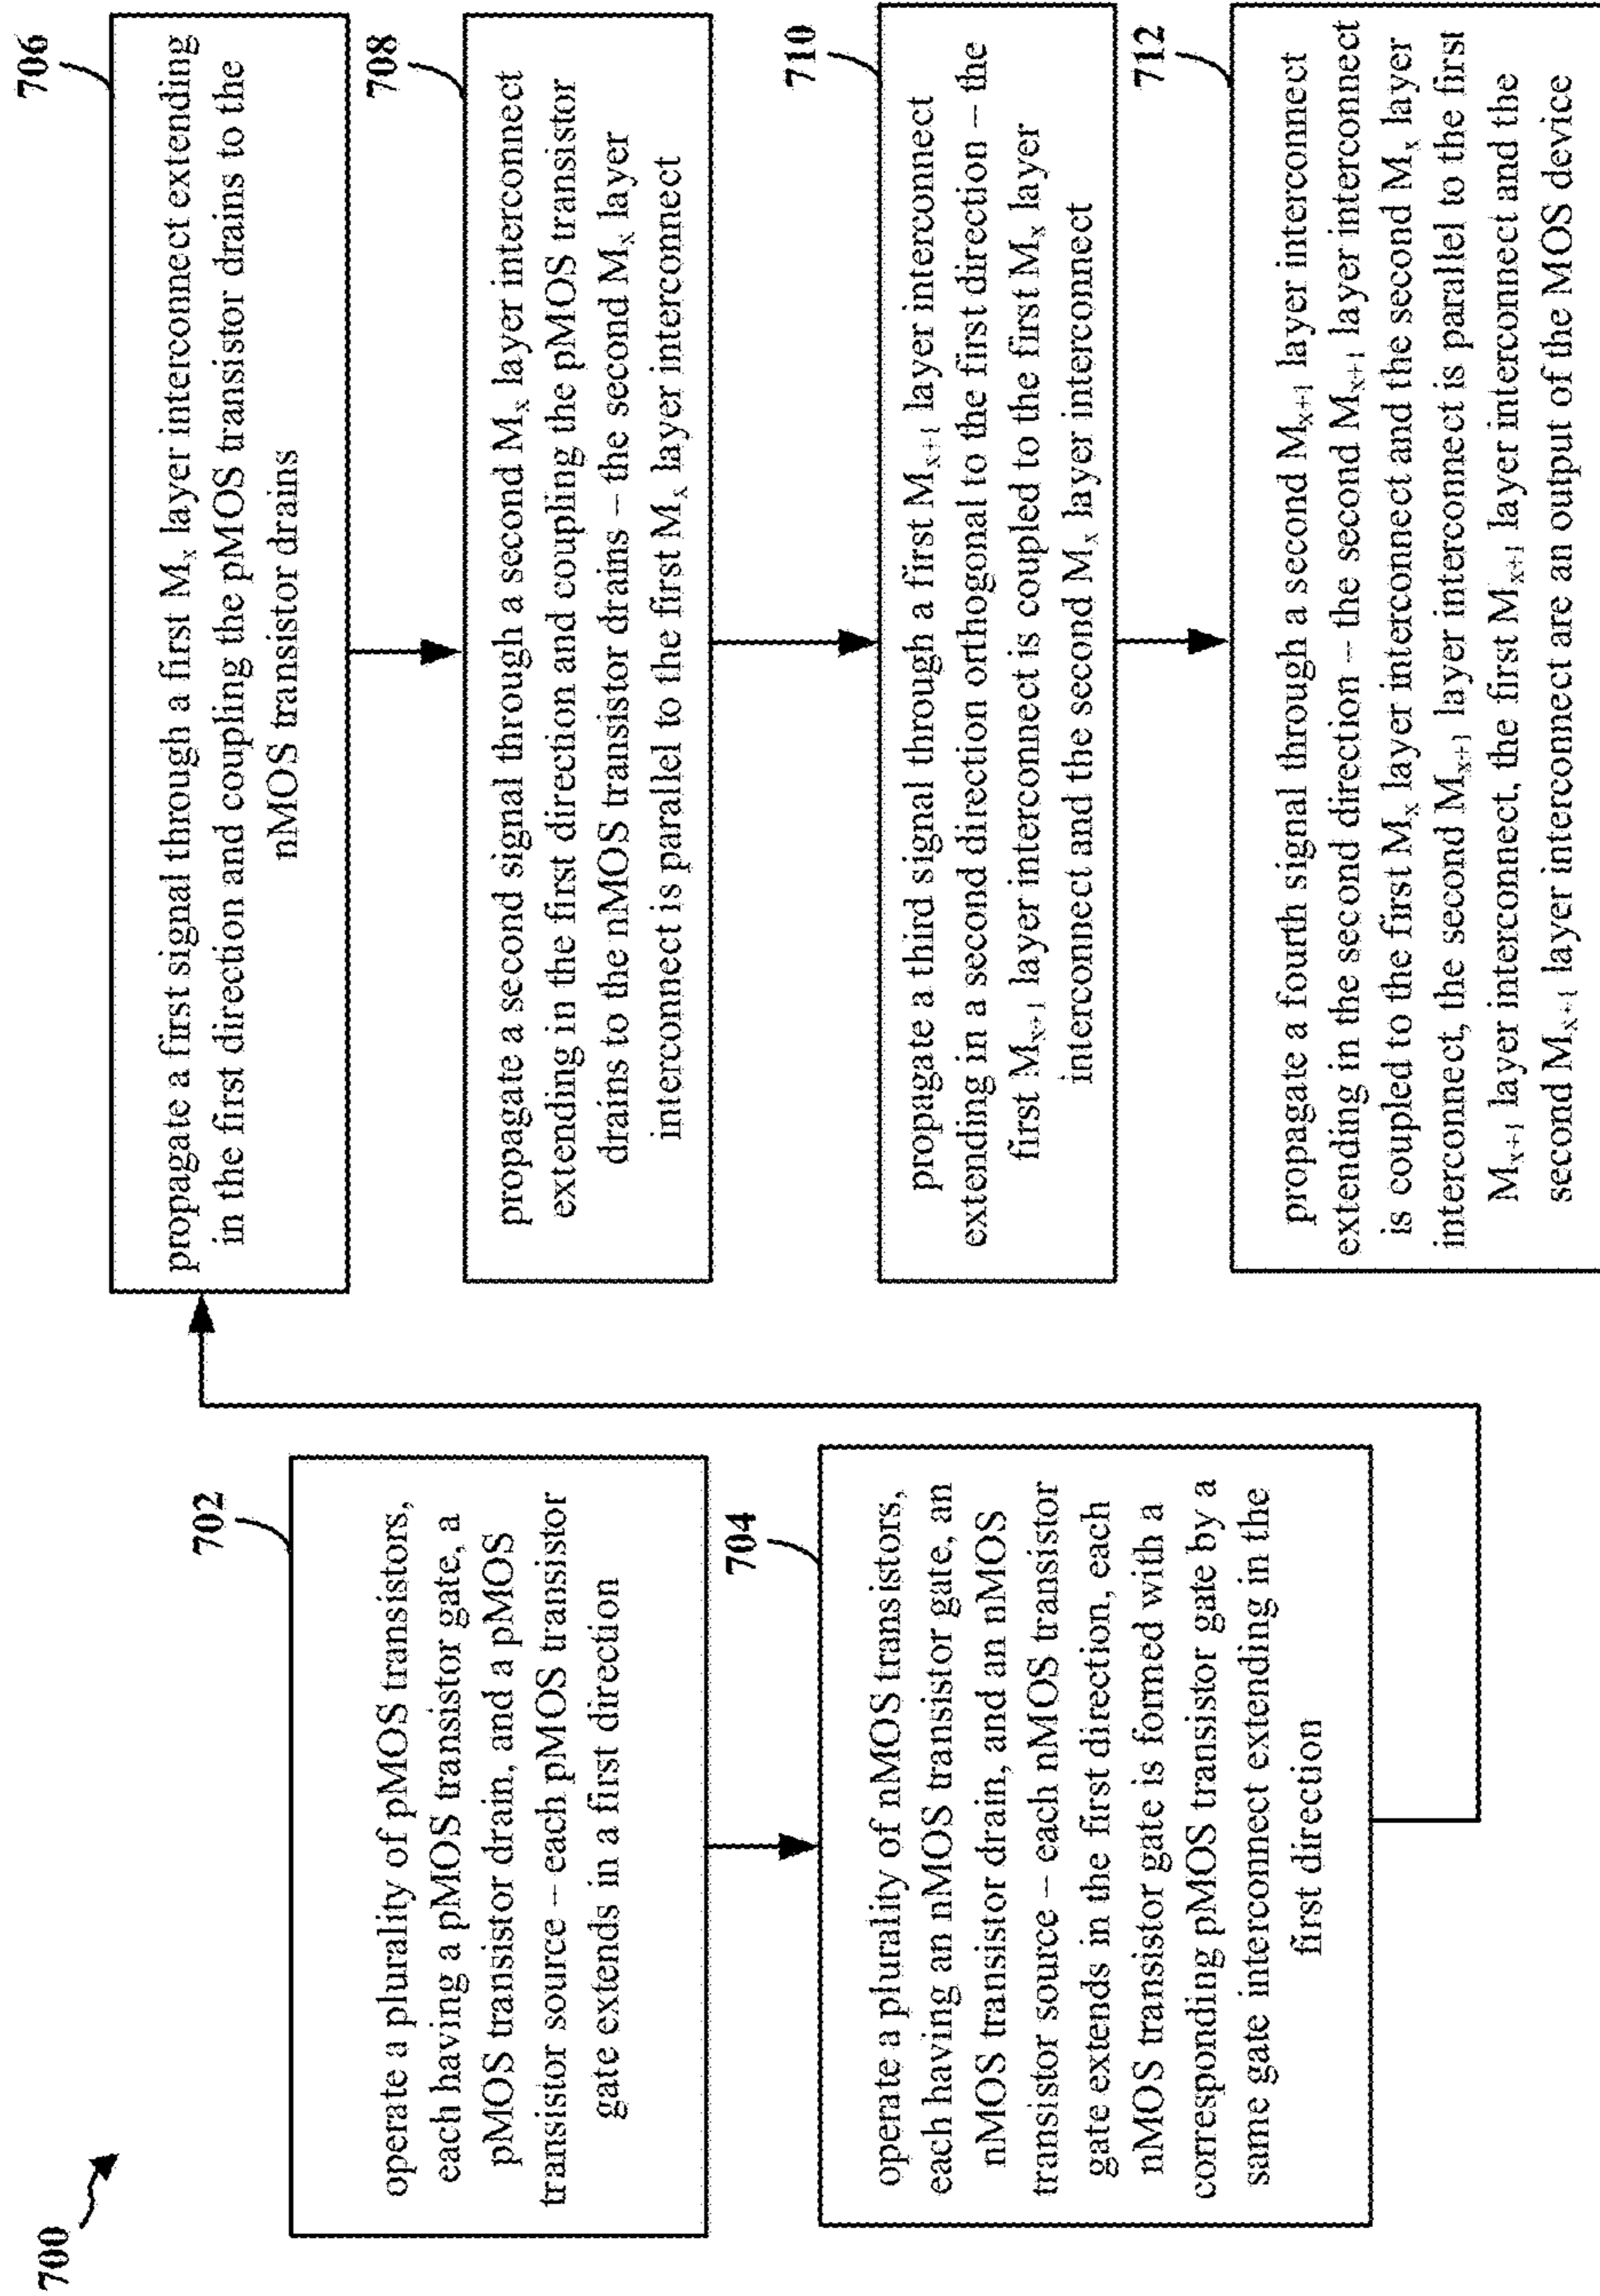 700
702
operate a plurality of pMOS transistors,
each having a pMOS transistor gate, a
pMOS transistor drain, and a pMOS
transistor source – each pMOS transistor
gate extends in a first direction
704
operate a plurality of nMOS transistors,
each having an nMOS transistor gate, an
nMOS transistor drain, and an nMOS
transistor source – each nMOS transistor
gate extends in the first direction, each
nMOS transistor gate is formed with a
corresponding pMOS transistor gate by a
same gate interconnect extending in the
first direction
706
propagate a first signal through a first Mₓ layer interconnect extending
in the first direction and coupling the pMOS transistor drains to the
nMOS transistor drains
708
propagate a second signal through a second Mₓ layer interconnect
extending in the first direction and coupling the pMOS transistor
drains to the nMOS transistor drains – the second Mₓ layer
interconnect is parallel to the first Mₓ layer interconnect
710
propagate a third signal through a first Mₓ₊₁ layer interconnect
extending in a second direction orthogonal to the first direction – the
first Mₓ₊₁ layer interconnect is coupled to the first Mₓ layer
interconnect and the second Mₓ layer interconnect
712
propagate a fourth signal through a second Mₓ₊₁ layer interconnect
extending in the second direction – the second Mₓ₊₁ layer interconnect
is coupled to the first Mₓ layer interconnect and the second Mₓ layer
interconnect, the second Mₓ₊₁ layer interconnect is parallel to the first
Mₓ₊₁ layer interconnect, the first Mₓ₊₁ layer interconnect and the
second Mₓ₊₁ layer interconnect are an output of the MOS device